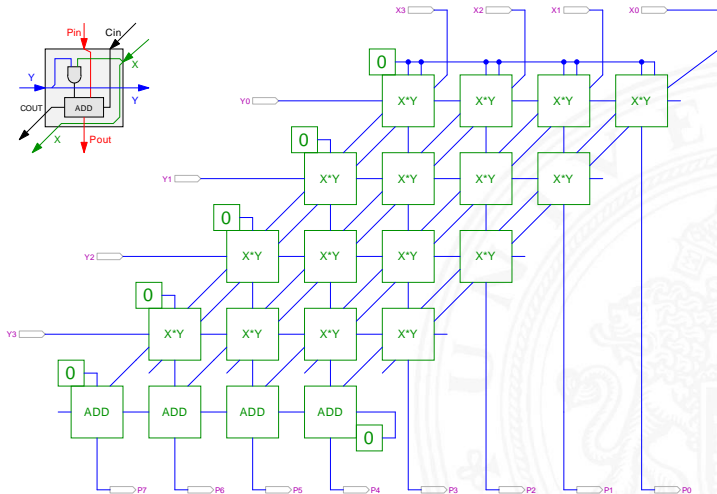 X3 X2 X1 X0
Pin Cin
0
X
Y Y
COUT ADD
X
Pout
Y0 X*Y X*Y X*Y X*Y
0
Y1 X*Y X*Y X*Y X*Y
0
Y2 X*Y X*Y X*Y X*Y
0
Y3 X*Y X*Y X*Y X*Y
0
ADD ADD ADD ADD
0
P7 P6 P5 P4 P3 P2 P1 P0